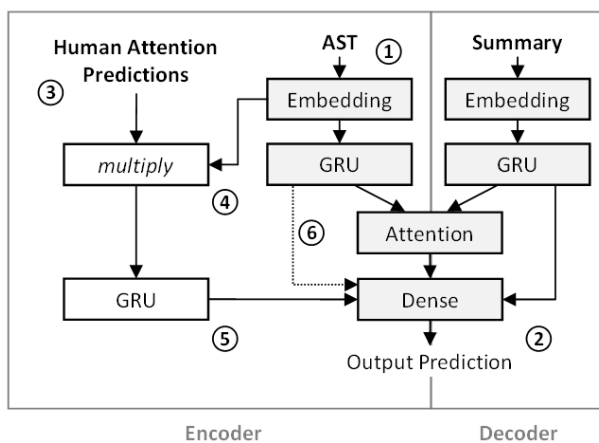 Human Attention
Predictions
AST
①
Summary
③
Embedding
Embedding
multiply
GRU
GRU
④
⑥
Attention
GRU
Dense
⑤
②
Output Prediction
Encoder
Decoder